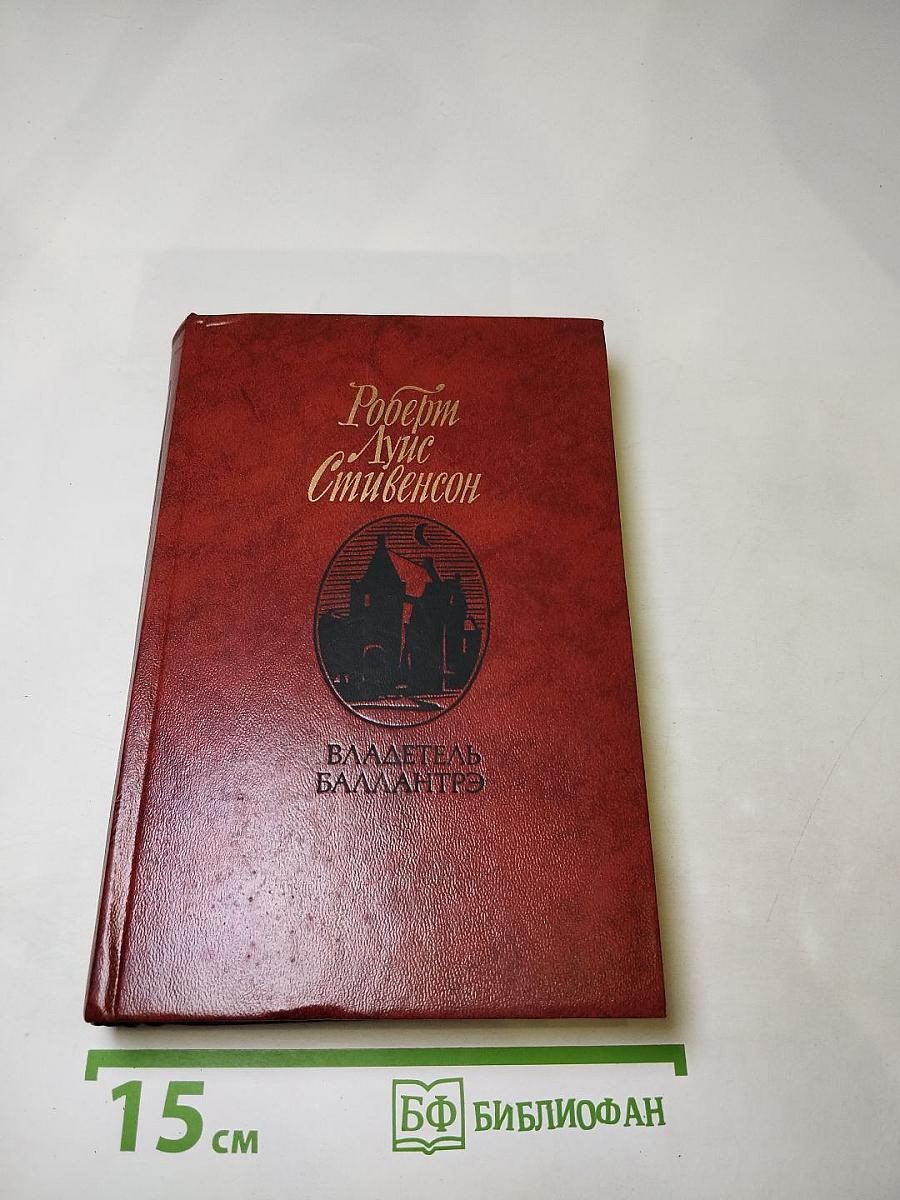 Роберт
Луис
Стивенсон
ВЛАДЕТЕЛЬ
БАЛЛАНТРЭ
15 см
БФ БИБЛИОФАН